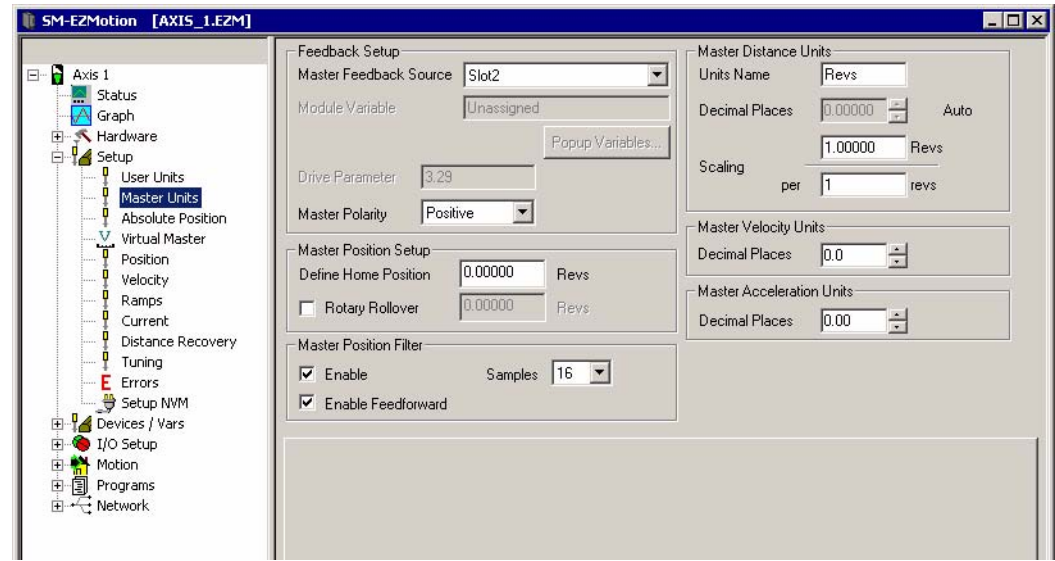 SM-EZMotion [AXIS_1.EZM]
Axis 1
Status
Graph
Hardware
Setup
User Units
Master Units
Absolute Position
Virtual Master
Position
Velocity
Ramps
Current
Distance Recovery
Tuning
E Errors
Setup NVM
Devices / Vars
I/O Setup
Motion
Programs
Network
Feedback Setup
Master Feedback Source Slot2
Module Variable Unassigned
Popup Variables...
Drive Parameter 3.29
Master Polarity Positive
Master Position Setup
Define Home Position 0.00000 Revs
Rotary Rollover 0.00000 Revs
Master Position Filter
Enable Samples 16
Enable Feedforward
Master Distance Units
Units Name Revs
Decimal Places 0.00000 Auto
1.00000 Revs
Scaling
per 1 revs
Master Velocity Units
Decimal Places 0.0
Master Acceleration Units
Decimal Places 0.00